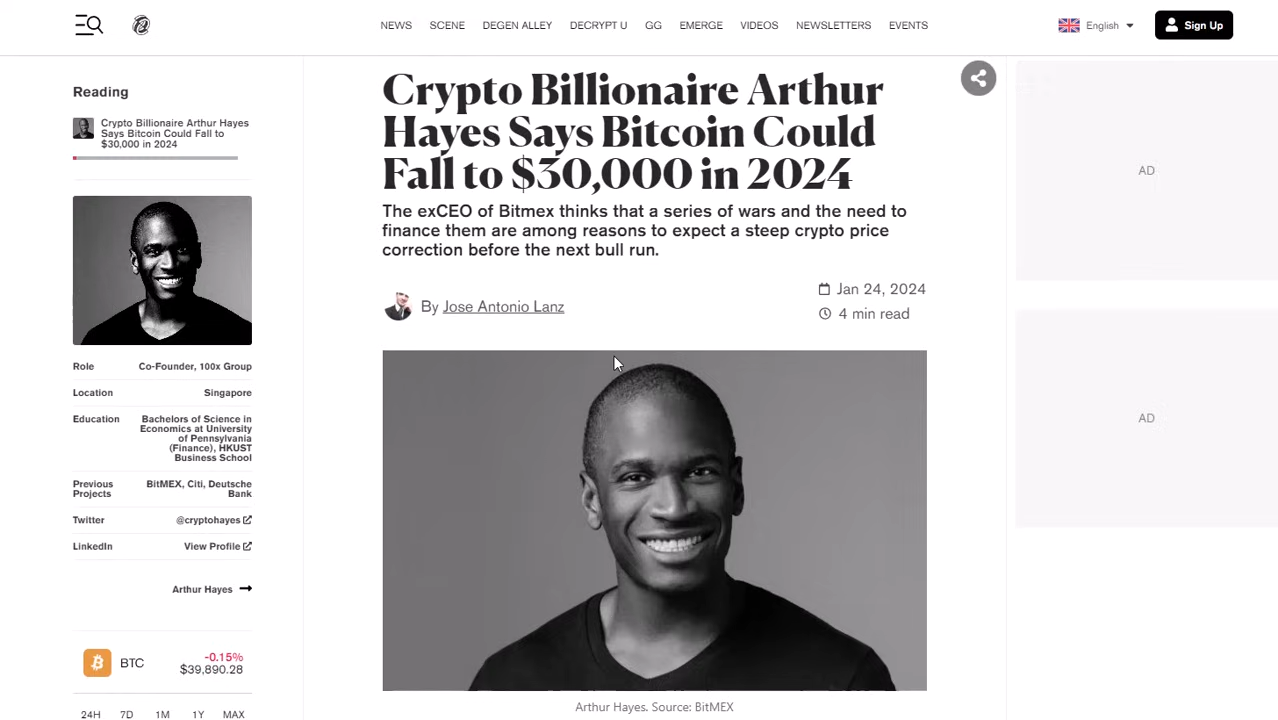 NEWS SCENE DEGEN ALLEY DECRYPT U GG EMERGE VIDEOS NEWSLETTERS EVENTS
English
Sign Up
Reading
Crypto Billionaire Arthur Hayes
Says Bitcoin Could Fall to
$30,000 in 2024
Role Co-Founder, 100x Group
Location Singapore
Education Bachelors of Science in
Economics at University
of Pennsylvania
(Finance), HKUST
Business School
Previous BitMEX, Citi, Deutsche
Projects Bank
Twitter @cryptohayes
LinkedIn View Profile
Arthur Hayes
BTC
-0.15%
$39,890.28
24H 7D 1M 1Y MAX
Crypto Billionaire Arthur
Hayes Says Bitcoin Could
Fall to $30,000 in 2024
The exCEO of Bitmex thinks that a series of wars and the need to
finance them are among reasons to expect a steep crypto price
correction before the next bull run.
By Jose Antonio Lanz
Jan 24, 2024
4 min read
Arthur Hayes. Source: BitMEX
AD
AD